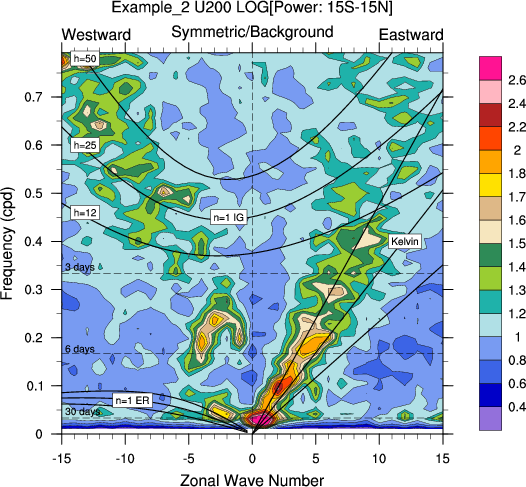 Example_2 U200 LOG[Power: 15S-15N]
Westward Symmetric/Background Eastward
h=50
h=25
h=12
n=1 IG
Kelvin
3 days
6 days
n=1 ER
30 days
Frequency (cpd)
0.7
0.6
0.5
0.4
0.3
0.2
0.1
0
-15 -10 -5 0 5 10 15
Zonal Wave Number
2.6
2.4
2.2
2
1.8
1.7
1.6
1.5
1.4
1.3
1.2
1
0.8
0.6
0.4